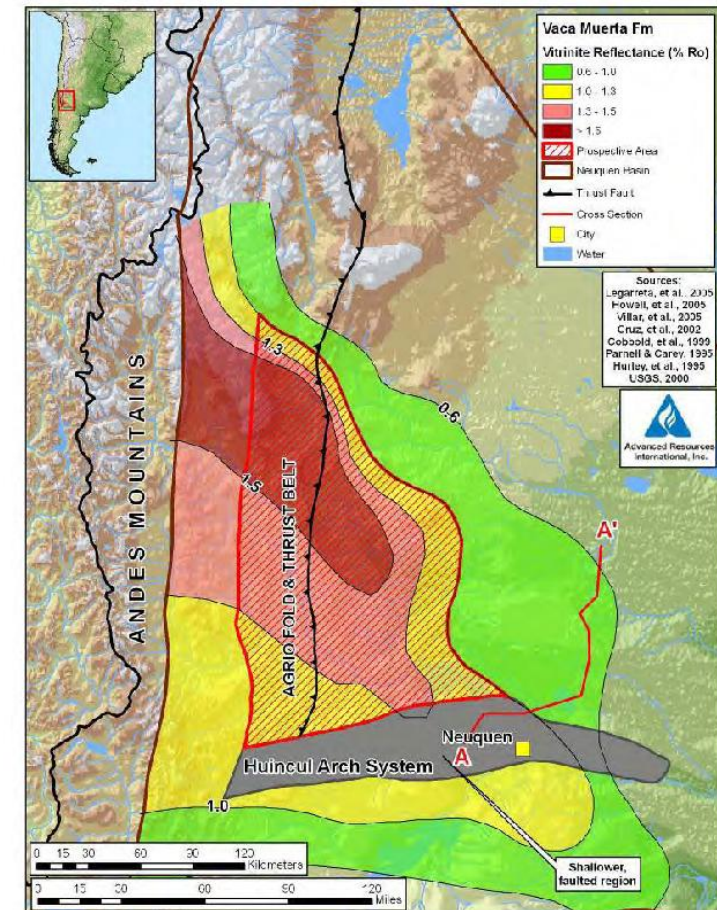 Vaca Muerta Fm
Vitrinite Reflectance (% Ro)
0.6 - 1.0
1.0 - 1.3
1.3 - 1.5
> 1.5
Prospective Area
Neuquen Basin
Thrust Fault
Cross Section
City
Water
Sources:
Legarreta, et al., 2005
Howell, et al., 2005
Villar, et al., 2005
Cruz, et al., 2002
Cobbold, et al., 1999
Parnell & Carey, 1995
Hurley, et al., 1995
USGS, 2000
Advanced Resources
International, Inc.
1.3
0.6
1.5
A'
ANDES MOUNTAINS
AGRIO FOLD & THRUST BELT
Neuquen
A
Huincul Arch System
1.0
Shallower,
faulted region
0 15 30 60 90 120
Kilometers
0 15 30 60 90 120
Miles